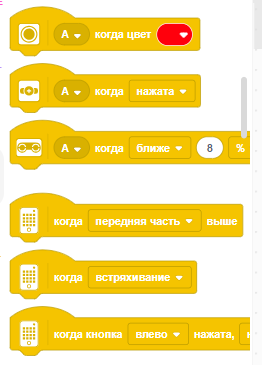 A когда цвет
A когда нажата
A когда ближе 8 %
когда передняя часть выше
когда встряхивание
когда кнопка влево нажата,